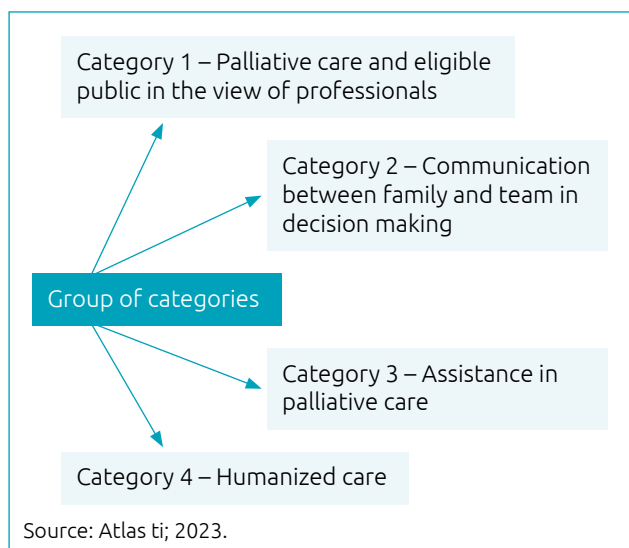 Category 1 – Palliative care and eligible
public in the view of professionals
Category 2 – Communication
between family and team in
decision making
Group of categories
Category 3 – Assistance in
palliative care
Category 4 – Humanized care
Source: Atlas ti; 2023.